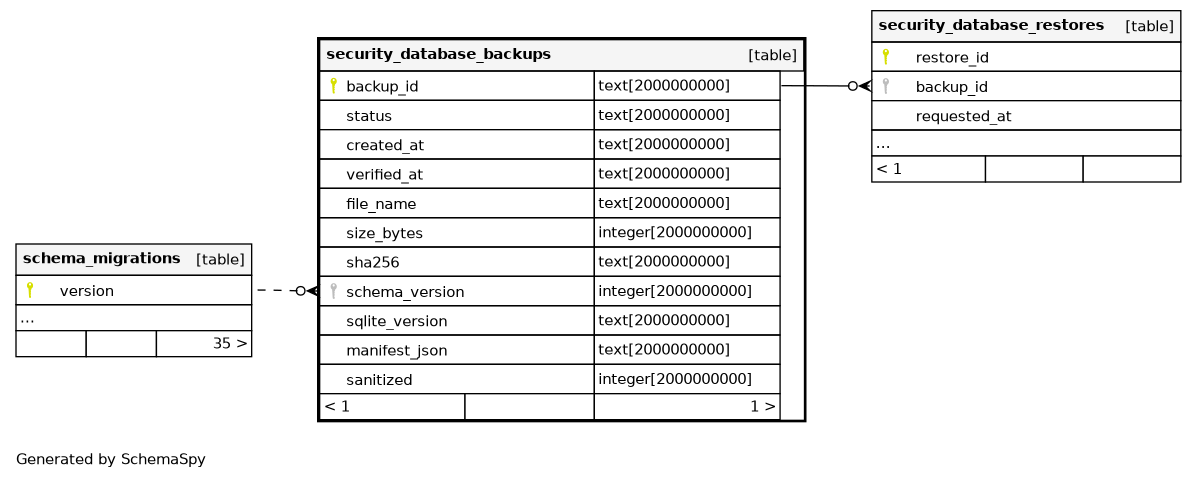 security_database_restores [table]
restore_id
backup_id
requested_at
...
< 1
security_database_backups [table]
backup_id text[2000000000]
status text[2000000000]
created_at text[2000000000]
verified_at text[2000000000]
file_name text[2000000000]
size_bytes integer[2000000000]
sha256 text[2000000000]
schema_version integer[2000000000]
sqlite_version text[2000000000]
manifest_json text[2000000000]
sanitized integer[2000000000]
< 1 1 >
schema_migrations [table]
version
...
35 >
Generated by SchemaSpy